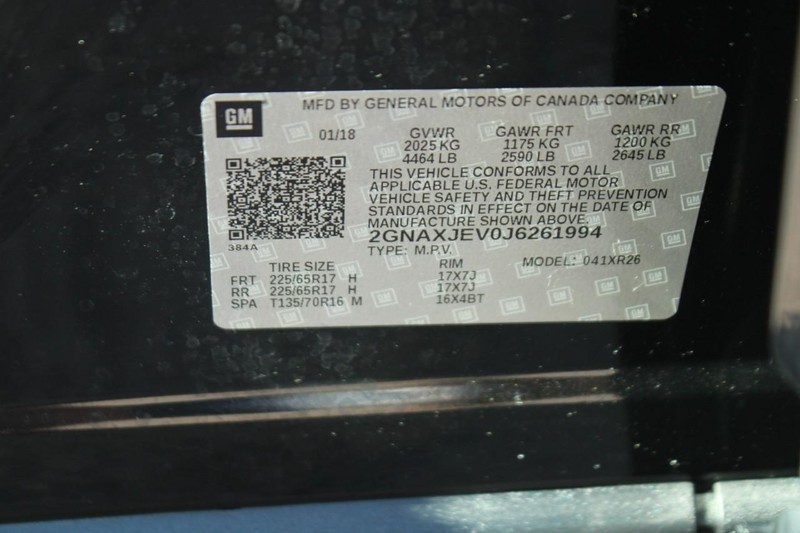 GM
MFD BY GENERAL MOTORS OF CANADA COMPANY
01/18 GVWR GAWR FRT GAWR RR
2025 KG 1175 KG 1200 KG
4464 LB 2590 LB 2645 LB
THIS VEHICLE CONFORMS TO ALL
APPLICABLE U.S. FEDERAL MOTOR
VEHICLE SAFETY AND THEFT PREVENTION
STANDARDS IN EFFECT ON THE DATE OF
MANUFACTURE SHOWN ABOVE.
384A
2GNAXJEV0J6261994
TYPE: M.P.V. MODEL: 041XR26
TIRE SIZE RIM
FRT 225/65R17 H 17X7J
RR 225/65R17 H 17X7J
SPA T135/70R16 M 16X4BT